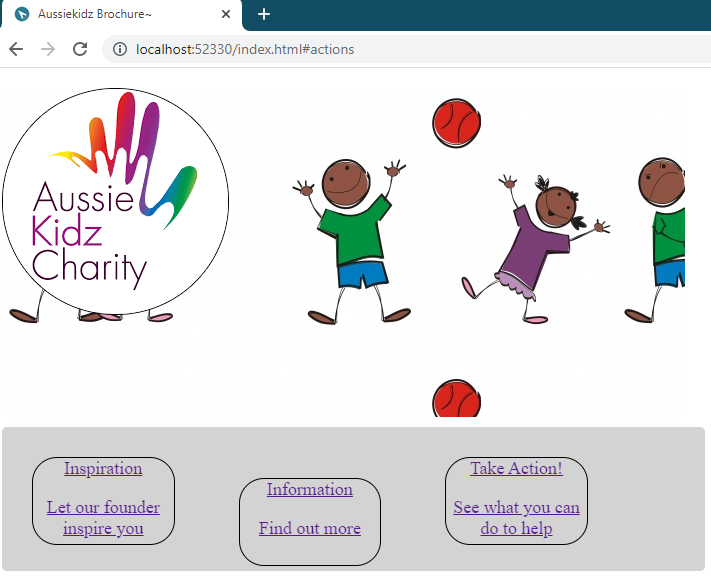 Aussiekidz Brochure~
localhost:52330/index.html#actions
Aussie
Kidz
Charity
Inspiration
Let our founder
inspire you
Information
Find out more
Take Action!
See what you can
do to help